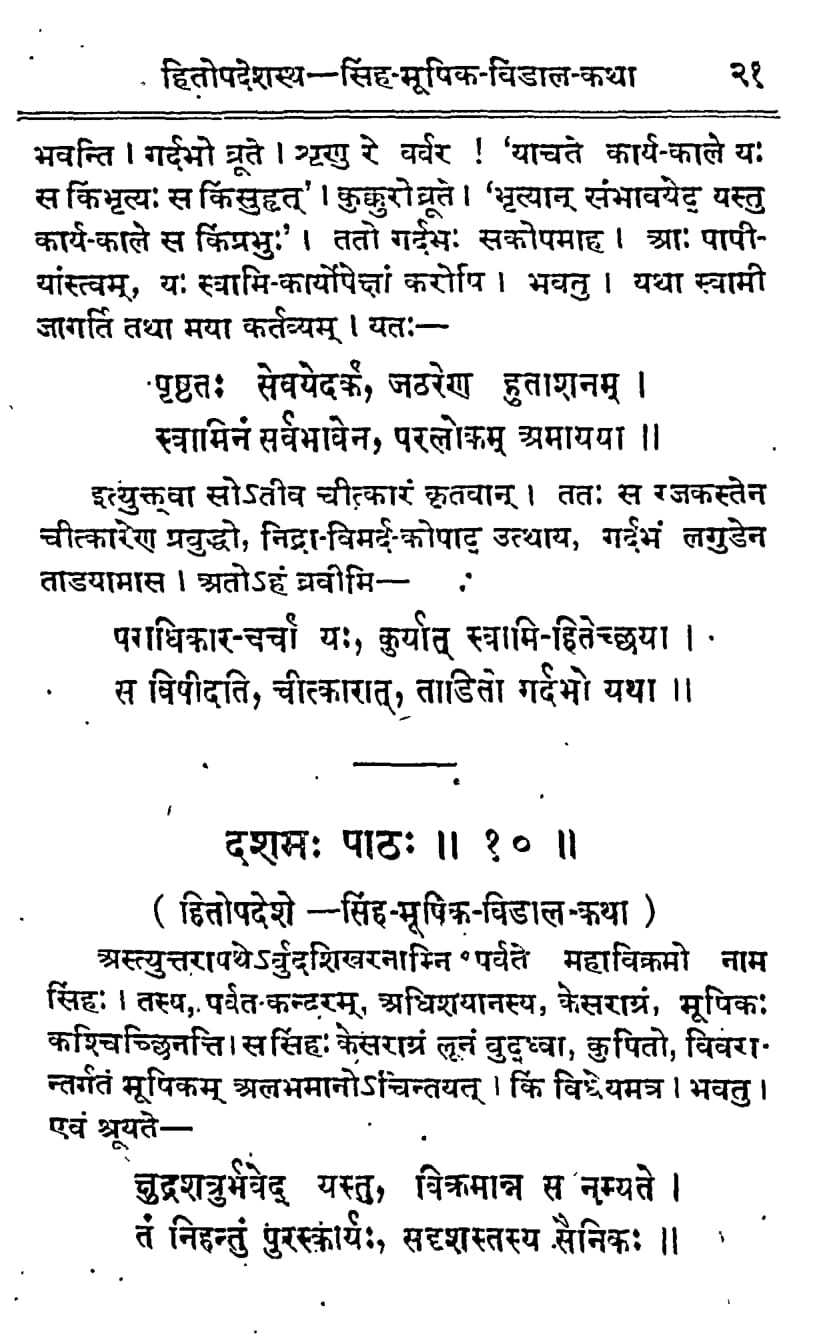 हितोपदेशस्थ—सिंह-मूषिक-विडाल-कथा २१
भवन्ति । गर्दभो व्रूते । शृणु रे वर्वर ! 'याचते कार्य-काले यः
स किंभृत्यः स किंसुहृत्' । कुक्कुरोव्रूते । 'भृत्यान् संभावयेद् यस्तु
कार्य-काले स किंप्रभुः' । ततो गर्दभः सकोपमाह । आः पापी-
यांस्त्वम्, यः स्वामि-कार्योपेक्षां करोषि । भवतु । यथा स्वामी
जागर्ति तथा मया कर्तव्यम् । यतः—
पृष्ठतः सेवयेदर्कं, जठरेण हुताशनम् ।
स्वामिनं सर्वभावेन, परलोकम् अमायया ॥
इत्युक्त्वा सोऽतीव चीत्कारं कृतवान् । ततः स रजकस्तेन
चीत्कारेण प्रवुद्धो, निद्रा-विमर्द-कोपाद् उत्थाय, गर्दभं लगुडेन
ताडयामास । अतोऽहं व्रवीमि—
पराधिकार-चर्चां यः, कुर्यात् स्वामि-हितेच्छया ।
स विषीदति, चीत्कारात्, ताडितो गर्दभो यथा ॥
दशमः पाठः ॥ १० ॥
( हितोपदेशे —सिंह-मूषिक-विडाल-कथा )
अस्त्युत्तरापथेऽर्वुदशिखरनाम्नि पर्वते महाविक्रमो नाम
सिंहः । तस्य, पर्वत-कन्दरम्, अधिशयानस्य, केसराग्रं, मूषिकः
कश्चिच्छिनत्ति। स सिंहः केसराग्रं लूनं वुद्ध्वा, कुपितो, विवरा-
न्तर्गतं मूषिकम् अलभमानोऽचिन्तयत् । किं विधेयमत्र । भवतु ।
एवं श्रूयते—
क्षुद्रशत्रुर्भवेद् यस्तु, विक्रमान्न स नम्यते ।
तं निहन्तुं पुरस्कार्यः, सदृशस्तस्य सैनिकः ॥